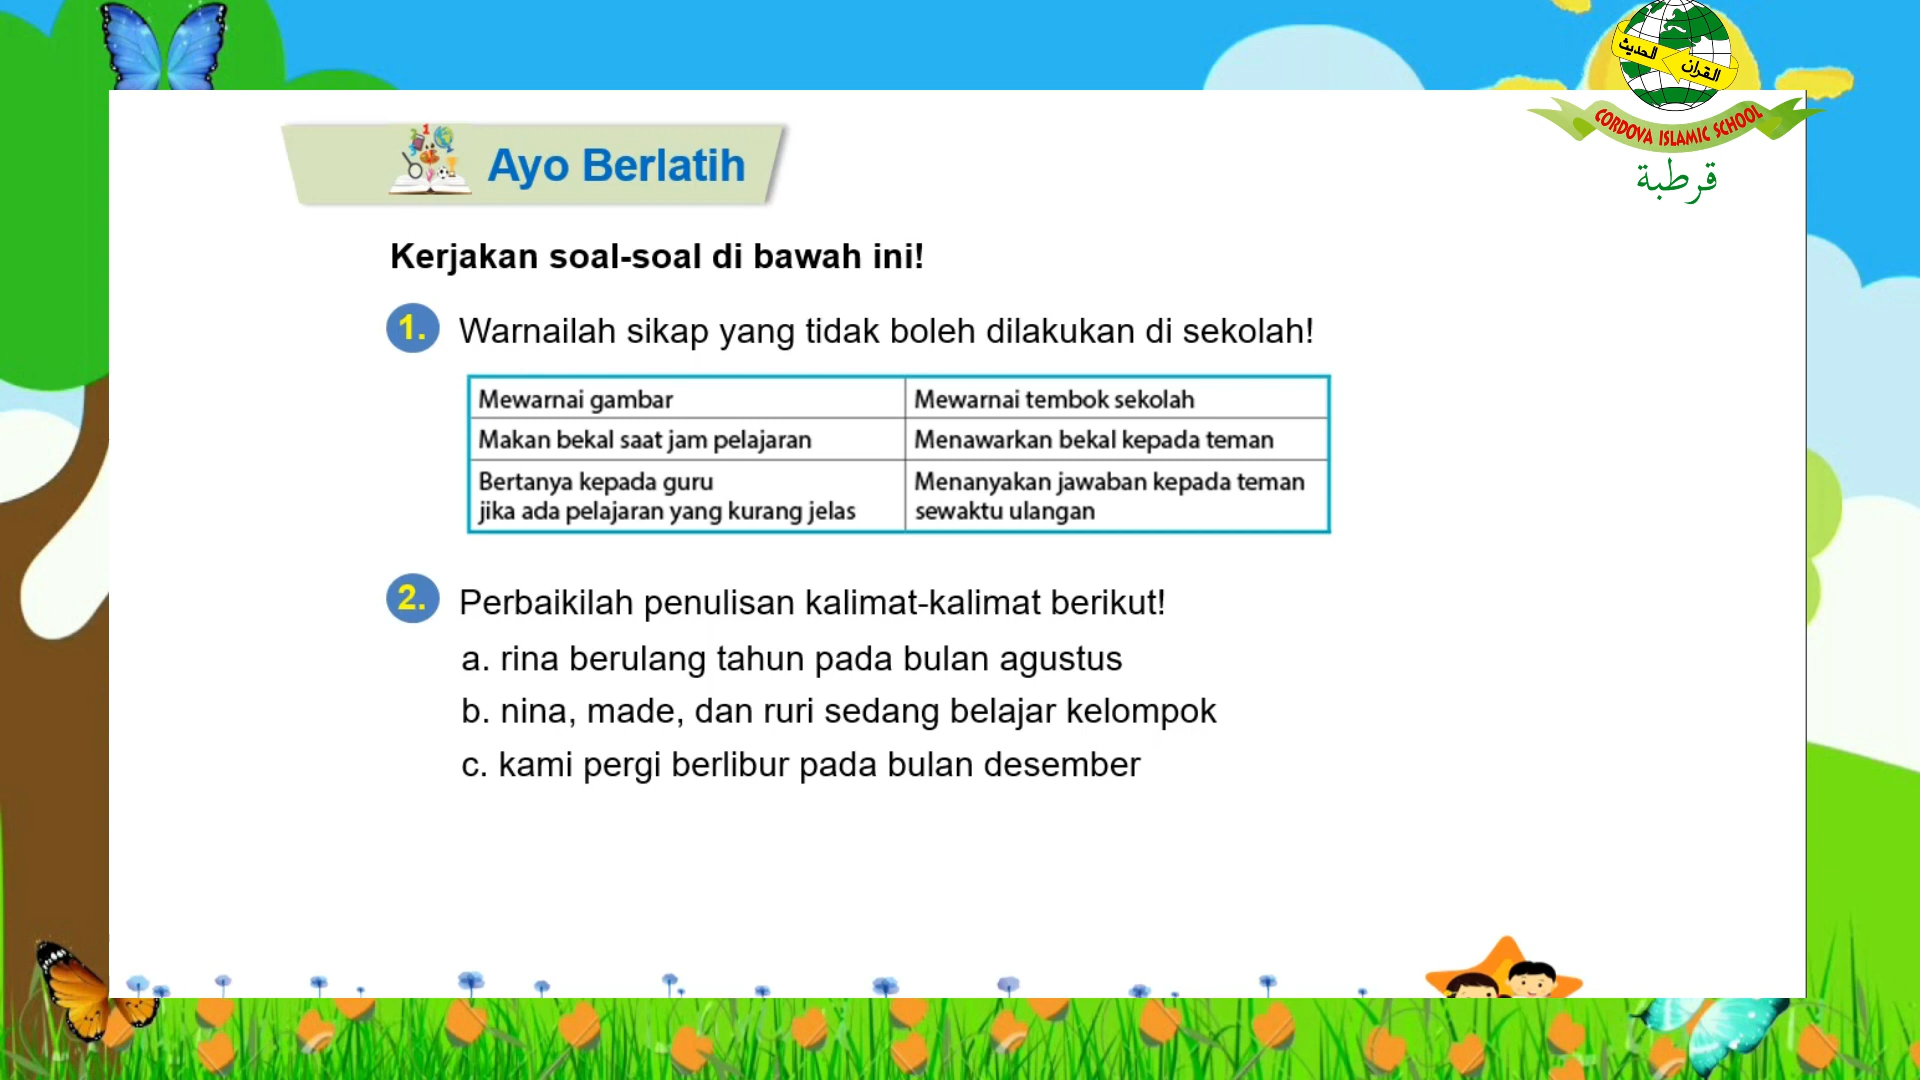 الحديث
القرآن
CORDOVA ISLAMIC SCHOOL
قرطبة
Ayo Berlatih
Kerjakan soal-soal di bawah ini!
1. Warnailah sikap yang tidak boleh dilakukan di sekolah!
Mewarnai gambar
Mewarnai tembok sekolah
Makan bekal saat jam pelajaran
Menawarkan bekal kepada teman
Bertanya kepada guru
jika ada pelajaran yang kurang jelas
Menanyakan jawaban kepada teman
sewaktu ulangan
2. Perbaikilah penulisan kalimat-kalimat berikut!
a. rina berulang tahun pada bulan agustus
b. nina, made, dan ruri sedang belajar kelompok
c. kami pergi berlibur pada bulan desember